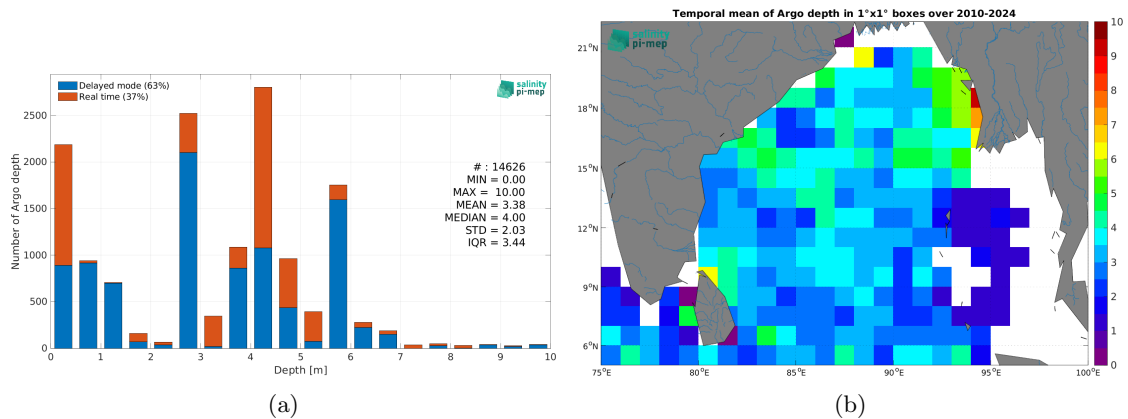 Delayed mode (63%)
Real time (37%)
salinity
pi-mep
# : 14626
MIN = 0.00
MAX = 10.00
MEAN = 3.38
MEDIAN = 4.00
STD = 2.03
IQR = 3.44
Number of Argo depth
2500
2000
1500
1000
500
0
0 1 2 3 4 5 6 7 8 9 10
Depth [m]
(a)
Temporal mean of Argo depth in 1°x1° boxes over 2010-2024
salinity
pi-mep
21°N
18°N
15°N
12°N
9°N
6°N
75°E 80°E 85°E 90°E 95°E 100°E
10
9
8
7
6
5
4
3
2
1
0
(b)